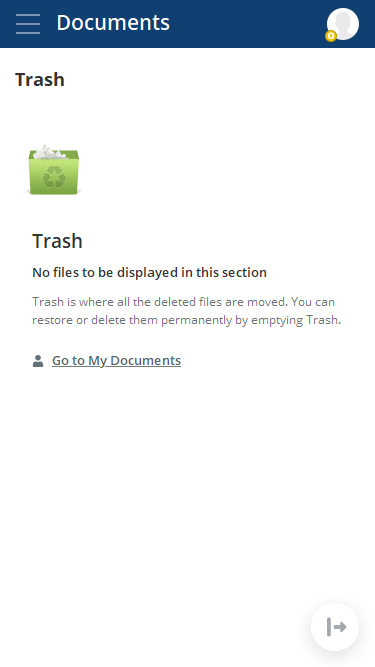 Documents
Trash
Trash
No files to be displayed in this section
Trash is where all the deleted files are moved. You can
restore or delete them permanently by emptying Trash.
Go to My Documents